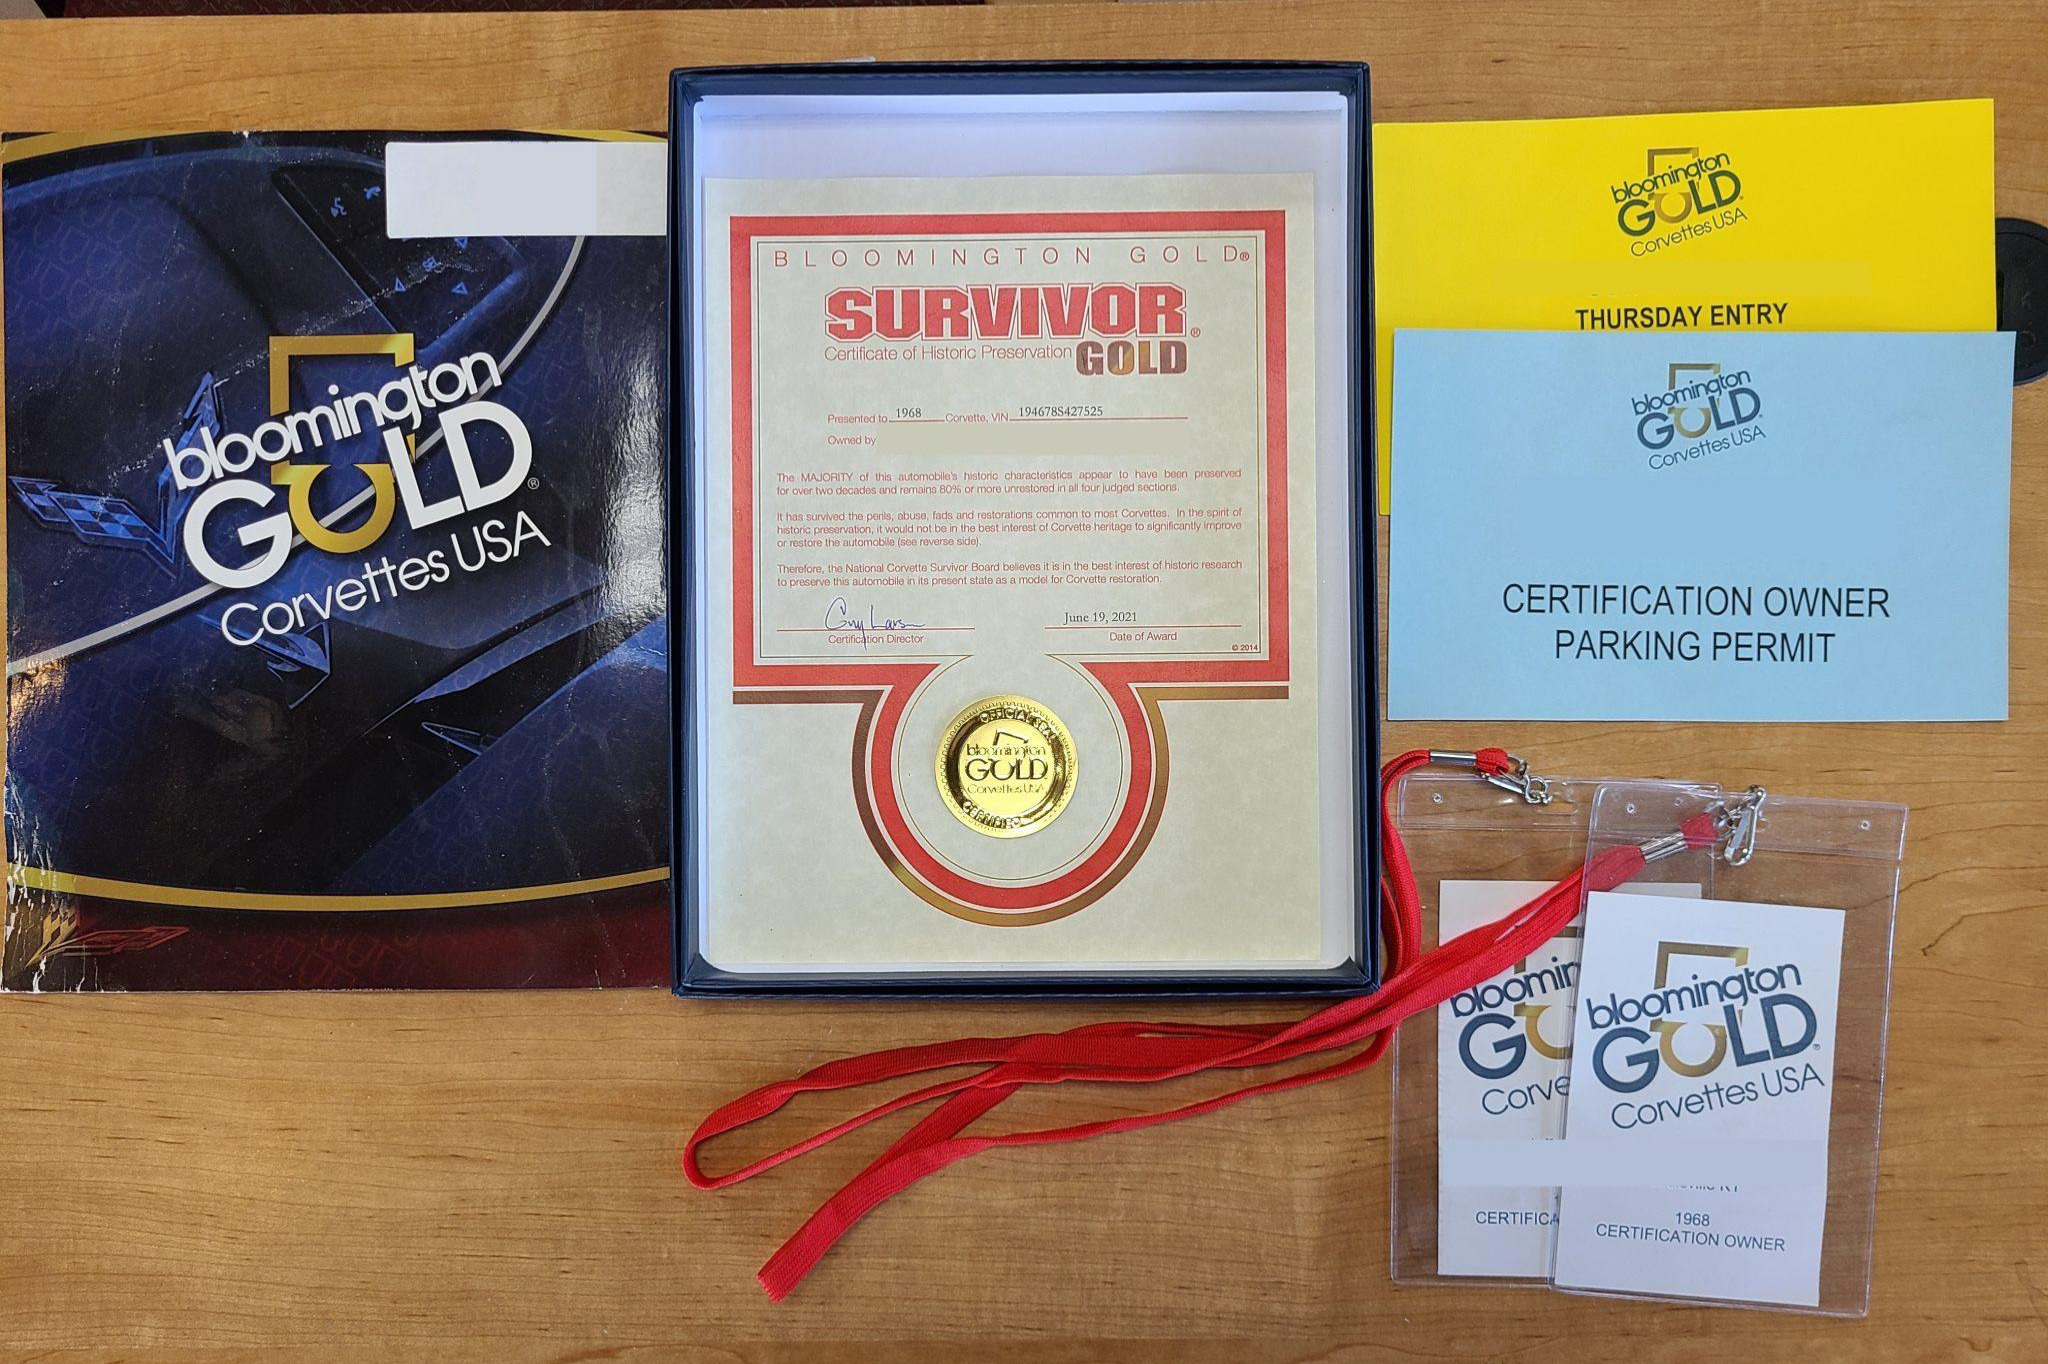 bloomington
GOLD®
Corvettes USA
BLOOMINGTON GOLD®
SURVIVOR®
Certificate of Historic Preservation GOLD
Presented to 1968 Corvette, VIN 194678S427525
Owned by
The MAJORITY of this automobile's historic characteristics appear to have been preserved
for over two decades and remains 80% or more unrestored in all four judged sections.
It has survived the perils, abuse, fads and restorations common to most Corvettes. In the spirit of
historic preservation, it would not be in the best interest of Corvette heritage to significantly improve
or restore the automobile (see reverse side).
Therefore, the National Corvette Survivor Board believes it is in the best interest of historic research
to preserve this automobile in its present state as a model for Corvette restoration.
June 19, 2021
Certification Director Date of Award
© 2014
OFFICIAL SEAL
bloomington
GOLD
Corvettes USA
CERTIFIED
bloomington
GOLD
Corvettes USA
THURSDAY ENTRY
bloomington
GOLD
Corvettes USA
CERTIFICATION OWNER
PARKING PERMIT
bloomin
GO
Corve
CERTIFICA
bloomington
GOLD®
Corvettes USA
1968
CERTIFICATION OWNER